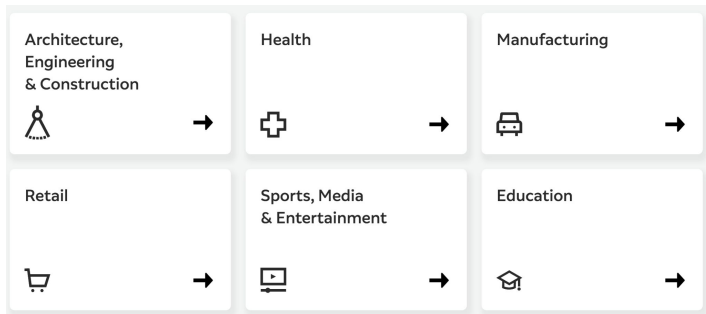 Architecture,
Engineering
& Construction
Health
Manufacturing
Retail
Sports, Media
& Entertainment
Education